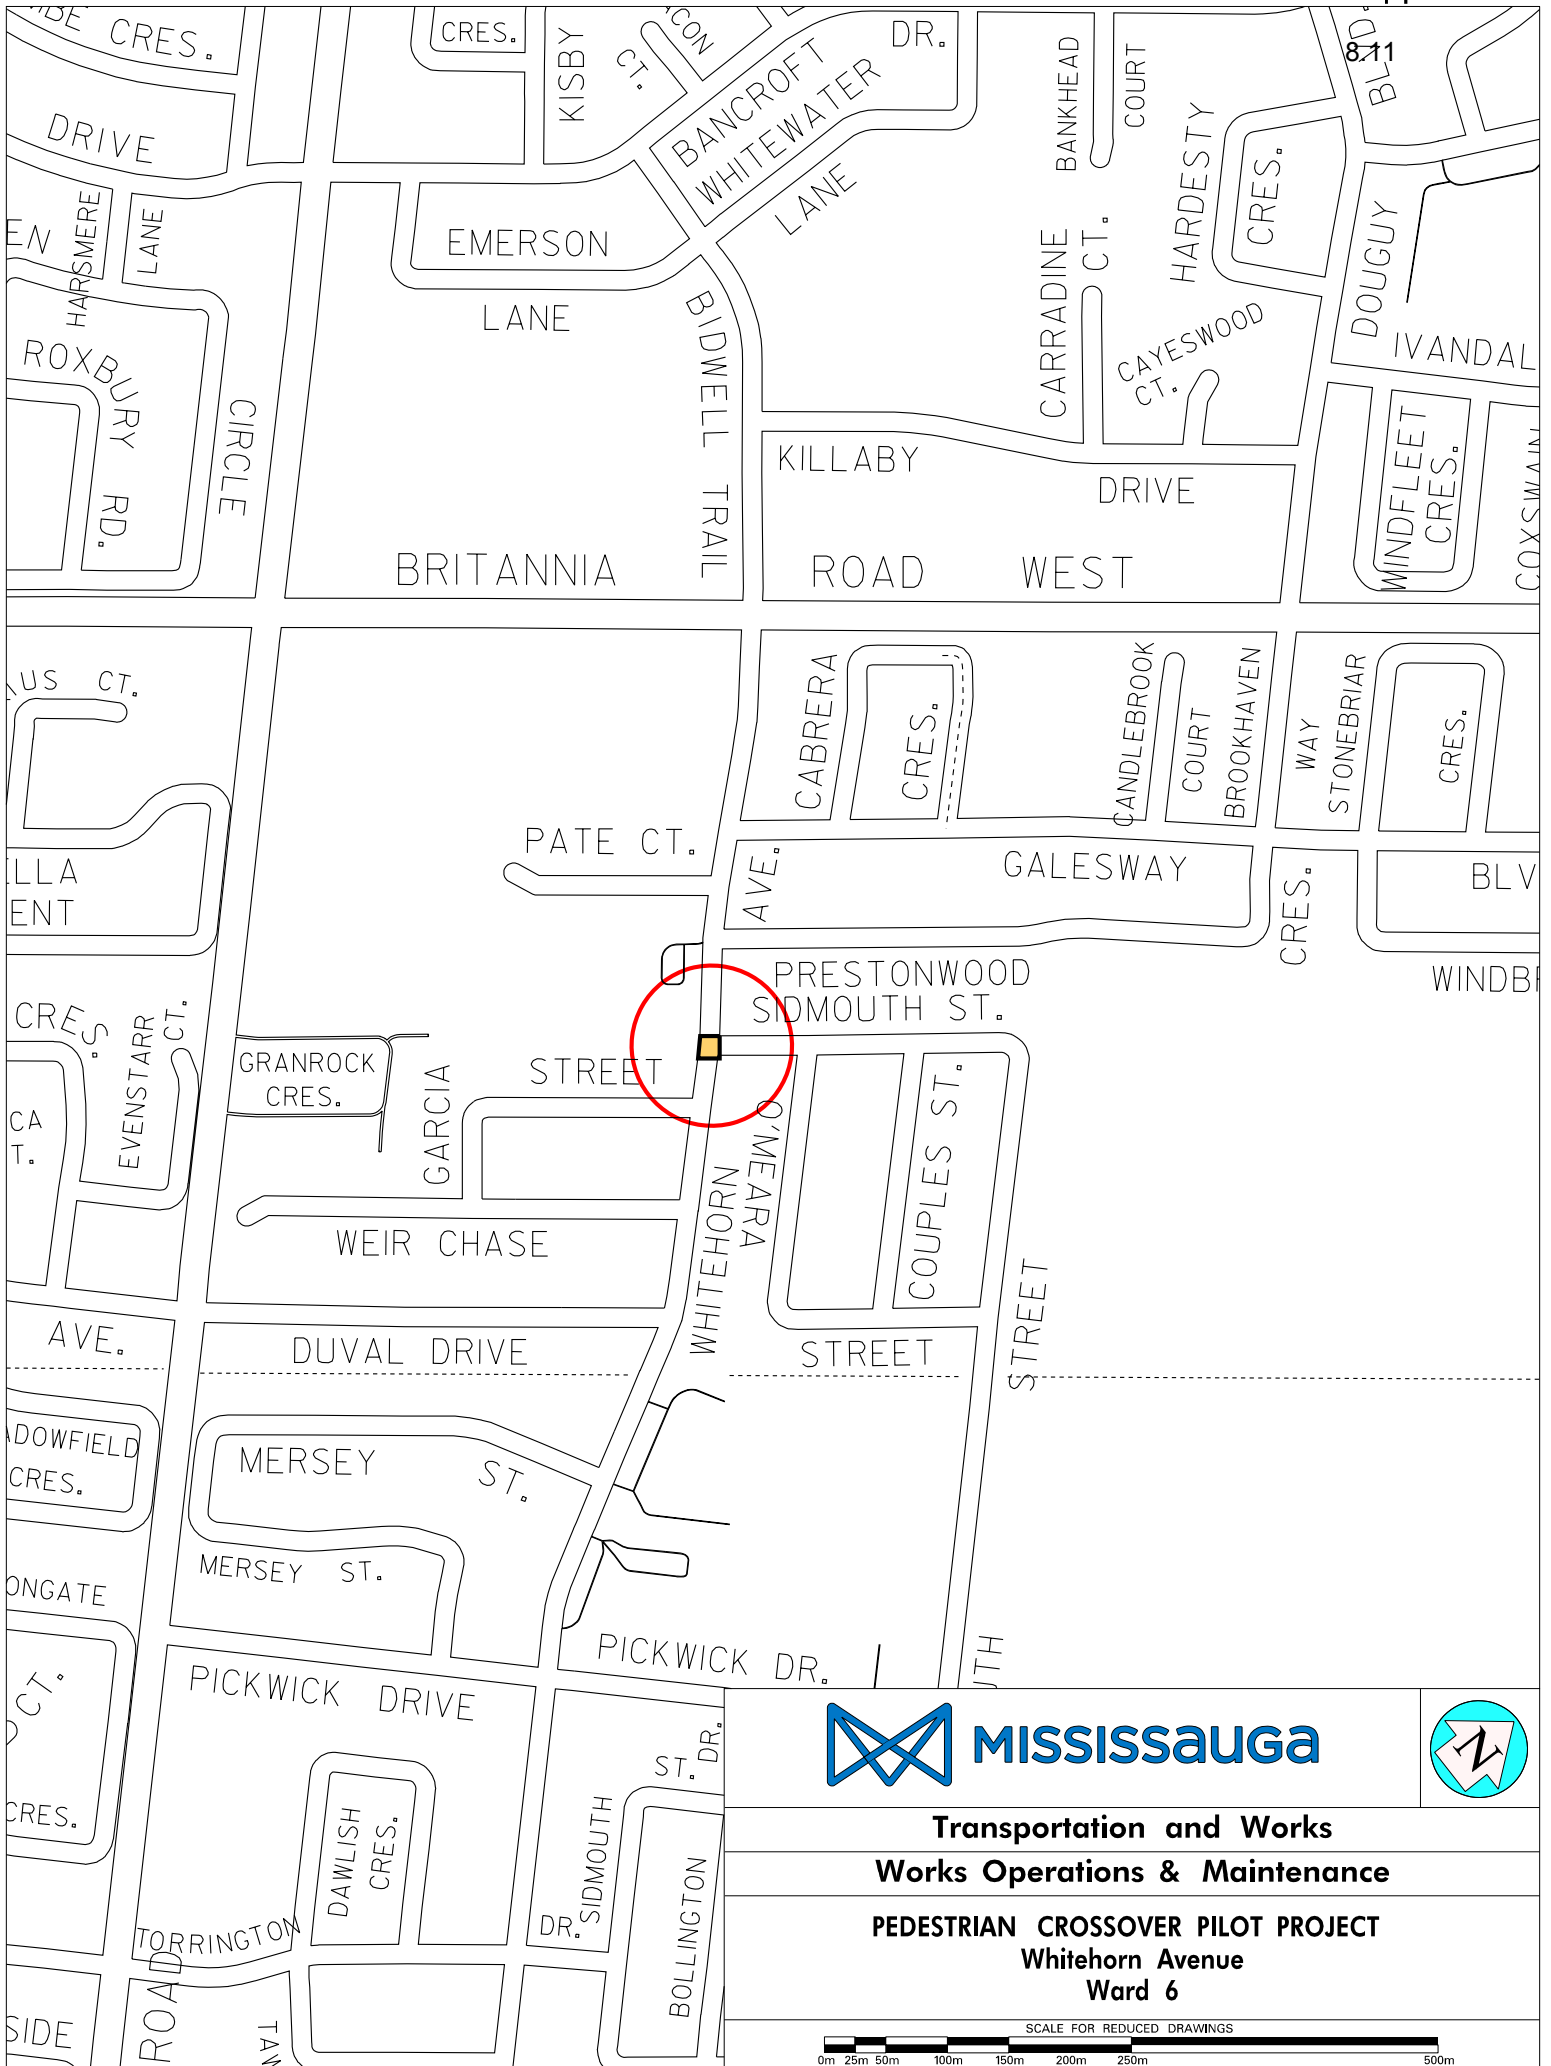 8.11
CRES.
CRES.
KISBY
CT.
BANCROFT
WHITEWATER
DR.
LANE
BANKHEAD
COURT
HARDESTY
CRES.
DRIVE
HARSMERE
LANE
EMERSON
LANE
BIDWELL TRAIL
CARRADINE
CT.
CAYESWOOD
CT.
DOUGUY
ROXBURY
RD.
CIRCLE
KILLABY
DRIVE
WINDFLEET
CRES.
BRITANNIA ROAD WEST
CT.
CABRERA
CRES.
CANDLEBROOK
COURT
BROOKHAVEN
WAY
STONEBRIAR
CRES.
PATE CT.
AVE.
GALESWAY
CRES.
PRESTONWOOD
SIDMOUTH ST.
CRES.
EVENSTARR
CT.
GRANROCK
CRES.
GARCIA
STREET
O'MEARA
COUPLES ST.
WEIR CHASE
WHITEHORN
STREET
AVE.
DUVAL DRIVE
STREET
CRES.
MERSEY ST.
MERSEY ST.
PICKWICK DR.
PICKWICK DRIVE
CT.
CRES.
DAWLISH
CRES.
ST.
DR.
SIDMOUTH
DR.
BOLLINGTON
TORRINGTON
ROAD
MISSISSAUGA
N
Transportation and Works
Works Operations & Maintenance
PEDESTRIAN CROSSOVER PILOT PROJECT
Whitehorn Avenue
Ward 6
SCALE FOR REDUCED DRAWINGS
0m 25m 50m 100m 150m 200m 250m 500m